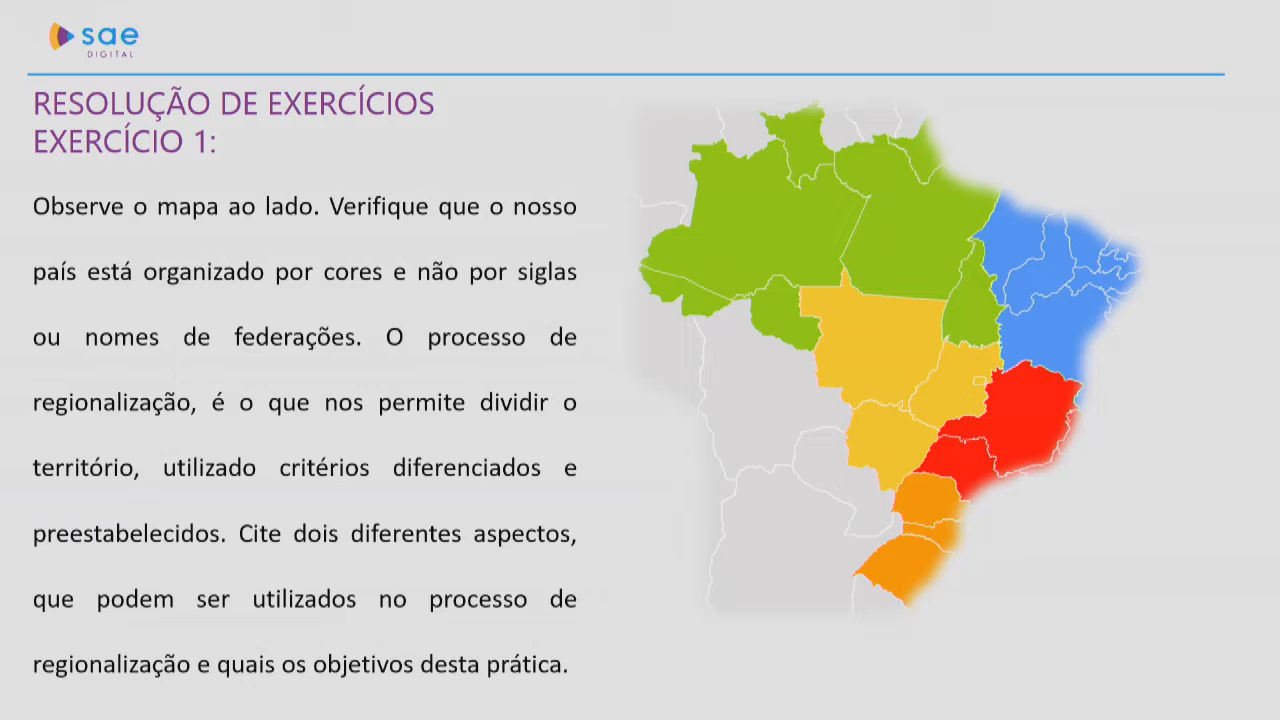 sae
DIGITAL
RESOLUÇÃO DE EXERCÍCIOS
EXERCÍCIO 1:
Observe o mapa ao lado. Verifique que o nosso
país está organizado por cores e não por siglas
ou nomes de federações. O processo de
regionalização, é o que nos permite dividir o
território, utilizado critérios diferenciados e
preestabelecidos. Cite dois diferentes aspectos,
que podem ser utilizados no processo de
regionalização e quais os objetivos desta prática.